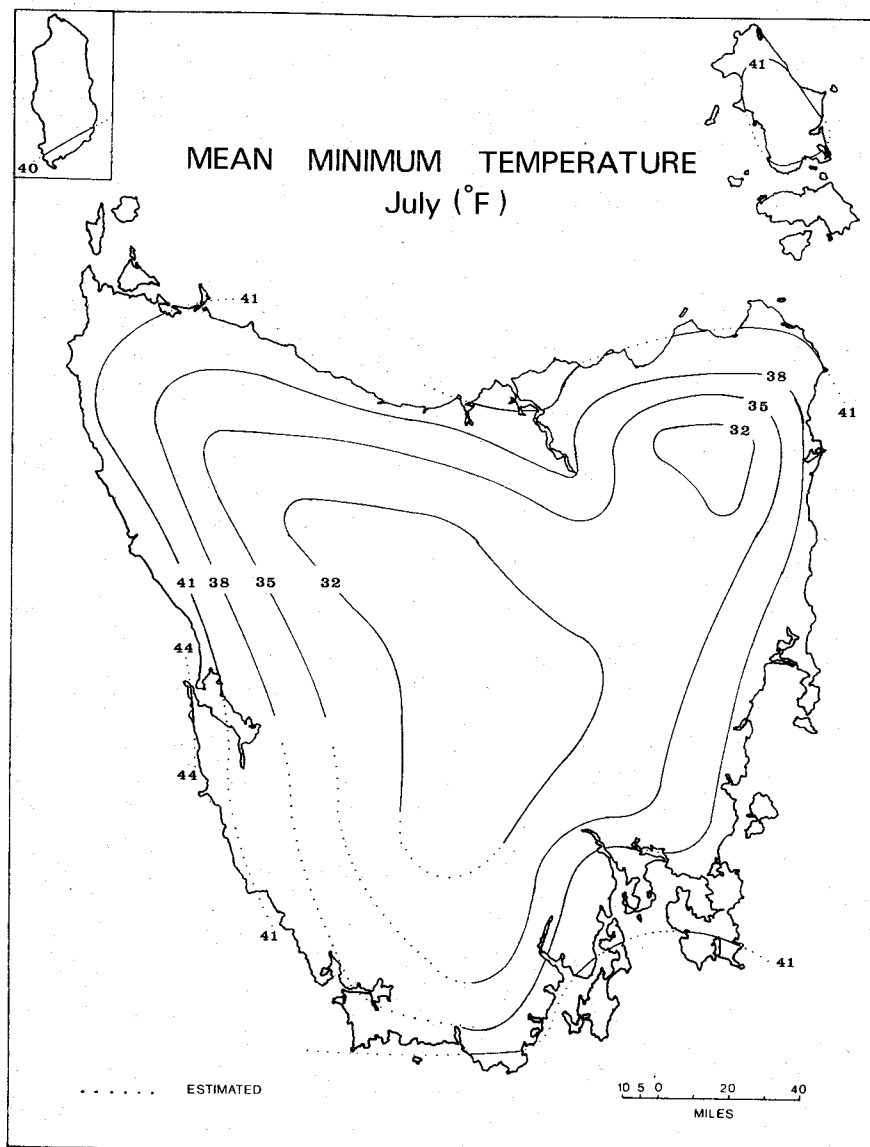 41
40
MEAN MINIMUM TEMPERATURE
July (°F)
41
38
35
32
41
41 38 35 32
44
44
41
41
. . . . . . ESTIMATED
10 5 0 20 40
MILES